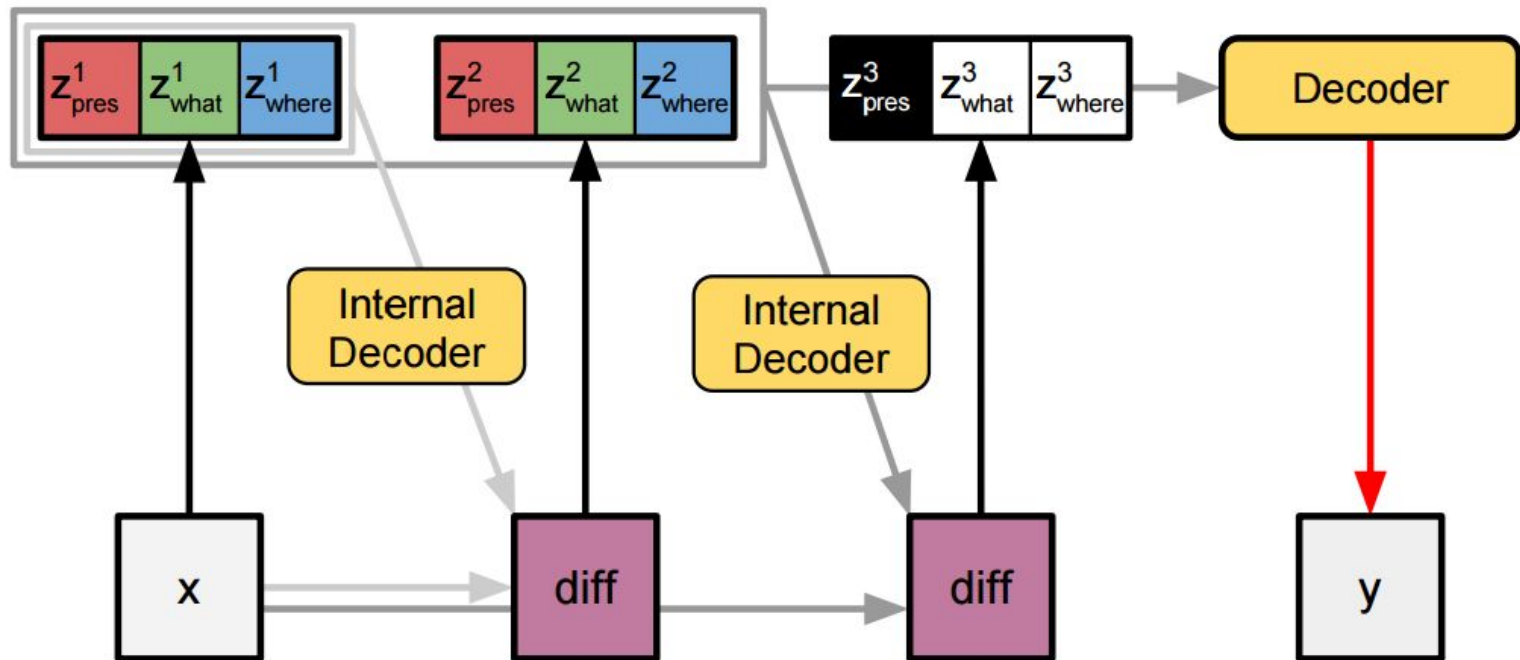 z¹pres z¹what z¹where z²pres z²what z²where z³pres z³what z³where Decoder
Internal
Decoder
Internal
Decoder
x diff diff y